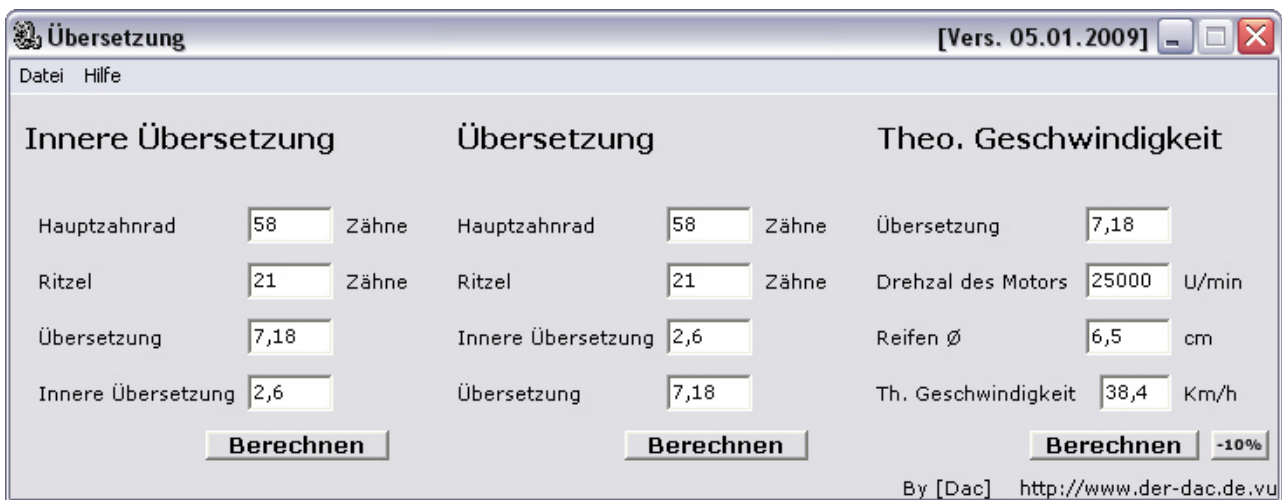 Übersetzung [Vers. 05.01.2009]
Datei Hilfe
Innere Übersetzung Übersetzung Theo. Geschwindigkeit
Hauptzahnrad 58 Zähne Hauptzahnrad 58 Zähne Übersetzung 7,18
Ritzel 21 Zähne Ritzel 21 Zähne Drehzal des Motors 25000 U/min
Übersetzung 7,18 Innere Übersetzung 2,6 Reifen Ø 6,5 cm
Innere Übersetzung 2,6 Übersetzung 7,18 Th. Geschwindigkeit 38,4 Km/h
Berechnen Berechnen Berechnen -10%
By [Dac] http://www.der-dac.de.vu